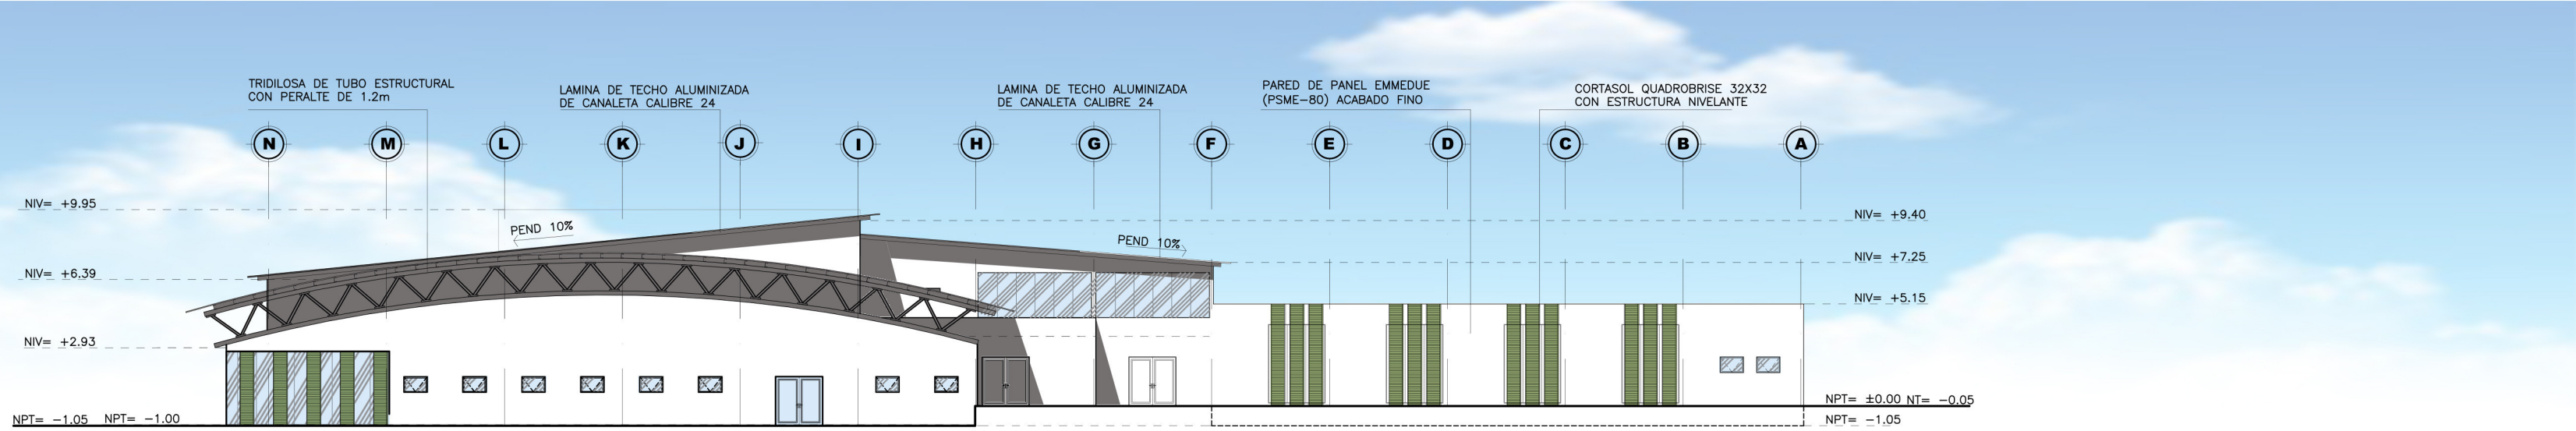 TRIDILOSA DE TUBO ESTRUCTURAL
CON PERALTE DE 1.2m
LAMINA DE TECHO ALUMINIZADA
DE CANALETA CALIBRE 24
LAMINA DE TECHO ALUMINIZADA
DE CANALETA CALIBRE 24
PARED DE PANEL EMMEDUE
(PSME-80) ACABADO FINO
CORTASOL QUADROBRISE 32X32
CON ESTRUCTURA NIVELANTE
N M L K J I H G F E D C B A
NIV= +9.95
NIV= +9.40
PEND 10%
PEND 10%
NIV= +6.39
NIV= +7.25
NIV= +5.15
NIV= +2.93
NPT= ±0.00 NT= -0.05
NPT= -1.05 NPT= -1.00
NPT= -1.05